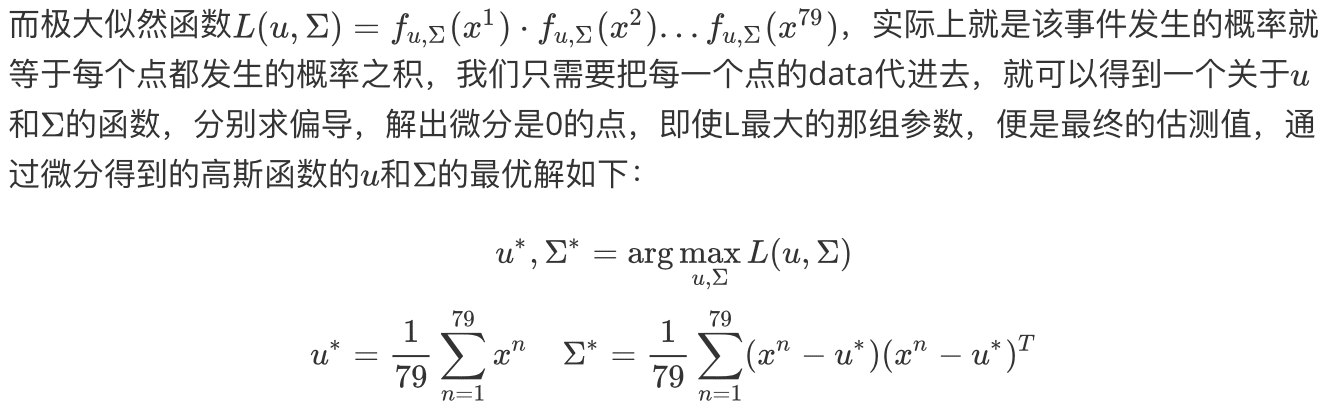 而极大似然函数$L(u,\Sigma)=f_{u,\Sigma}(x^1)\cdot f_{u,\Sigma}(x^2)...f_{u,\Sigma}(x^{79})$，实际上就是该事件发生的概率就
等于每个点都发生的概率之积，我们只需要把每一个点的data代进去，就可以得到一个关于$u$
和$\Sigma$的函数，分别求偏导，解出微分是0的点，即使L最大的那组参数，便是最终的估测值，通
过微分得到的高斯函数的$u$和$\Sigma$的最优解如下：
$u^*,\Sigma^*=\arg\max_{u,\Sigma}L(u,\Sigma)$
$u^*=\frac{1}{79}\sum_{n=1}^{79}x^n \quad \Sigma^*=\frac{1}{79}\sum_{n=1}^{79}(x^n-u^*)(x^n-u^*)^T$